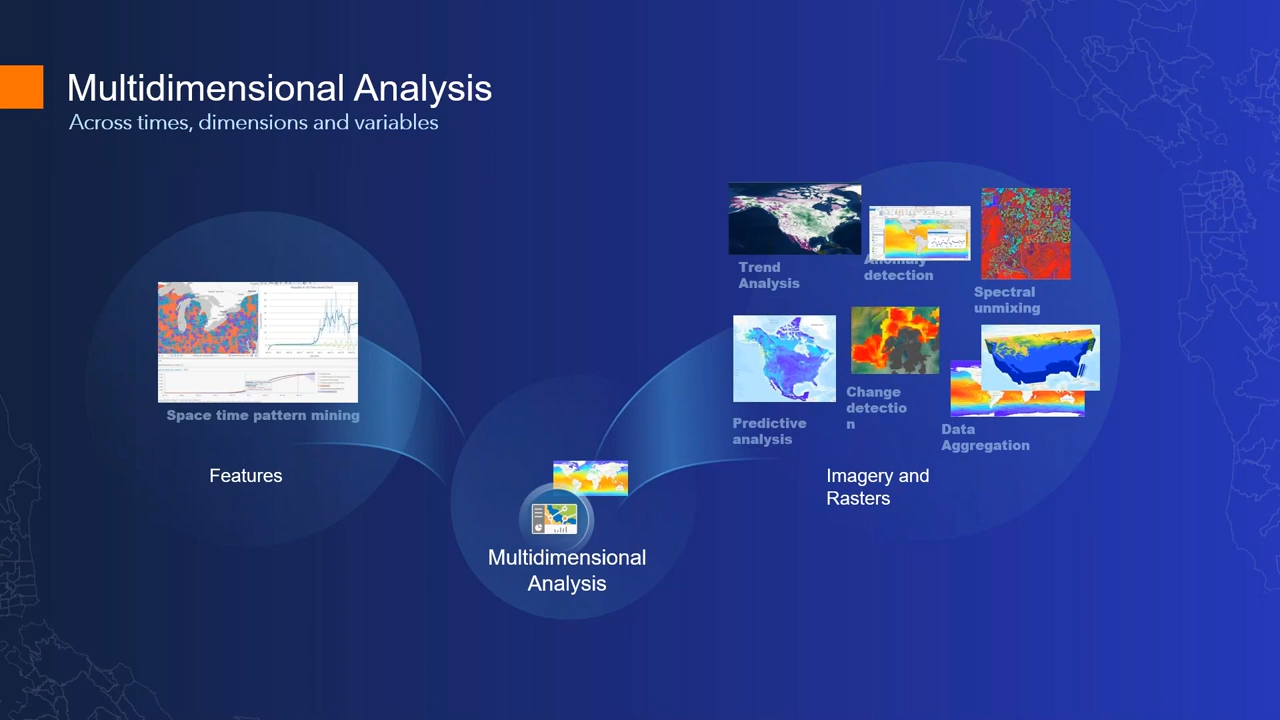 Multidimensional Analysis
Across times, dimensions and variables
Space time pattern mining
Features
Multidimensional
Analysis
Trend
Analysis
Anomaly
detection
Spectral
unmixing
Predictive
analysis
Change
detectio
n
Data
Aggregation
Imagery and
Rasters